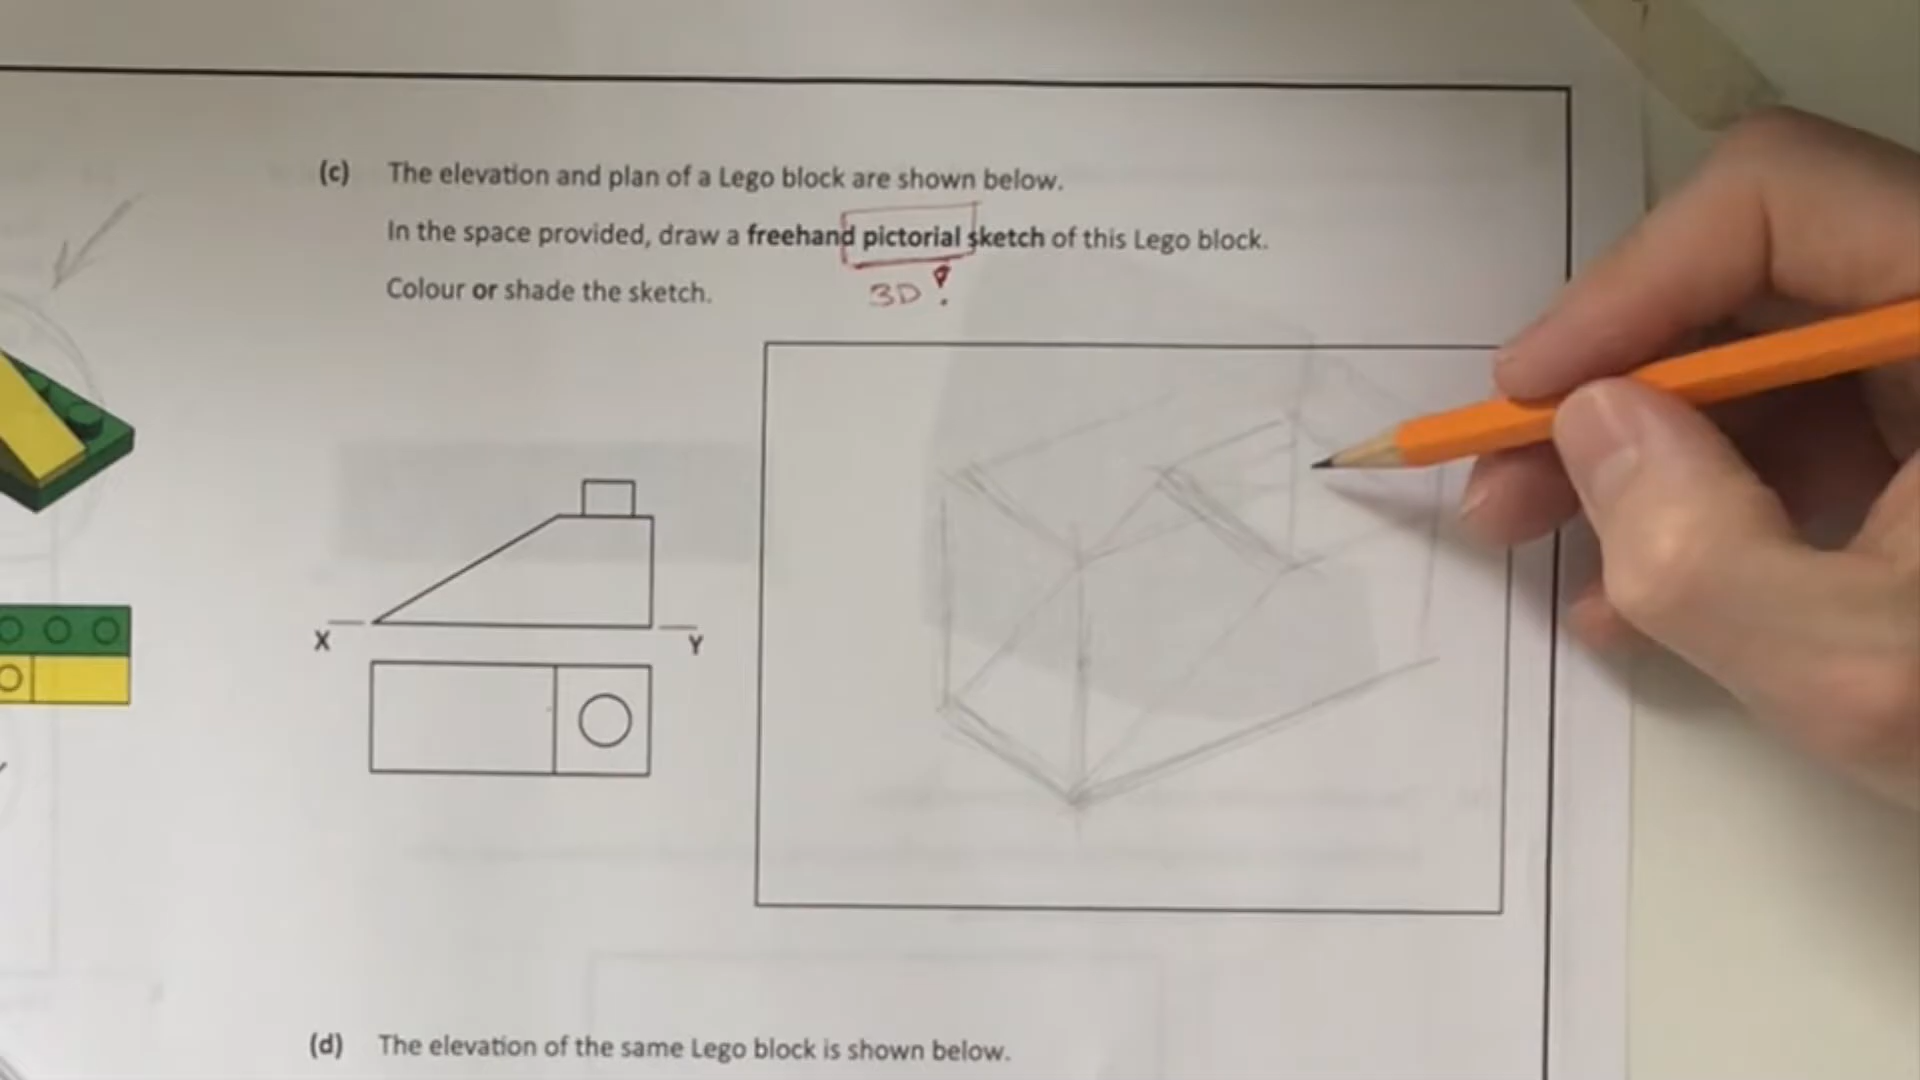 (c) The elevation and plan of a Lego block are shown below.
In the space provided, draw a freehand pictorial sketch of this Lego block.
Colour or shade the sketch.
3D !
X
Y
(d) The elevation of the same Lego block is shown below.